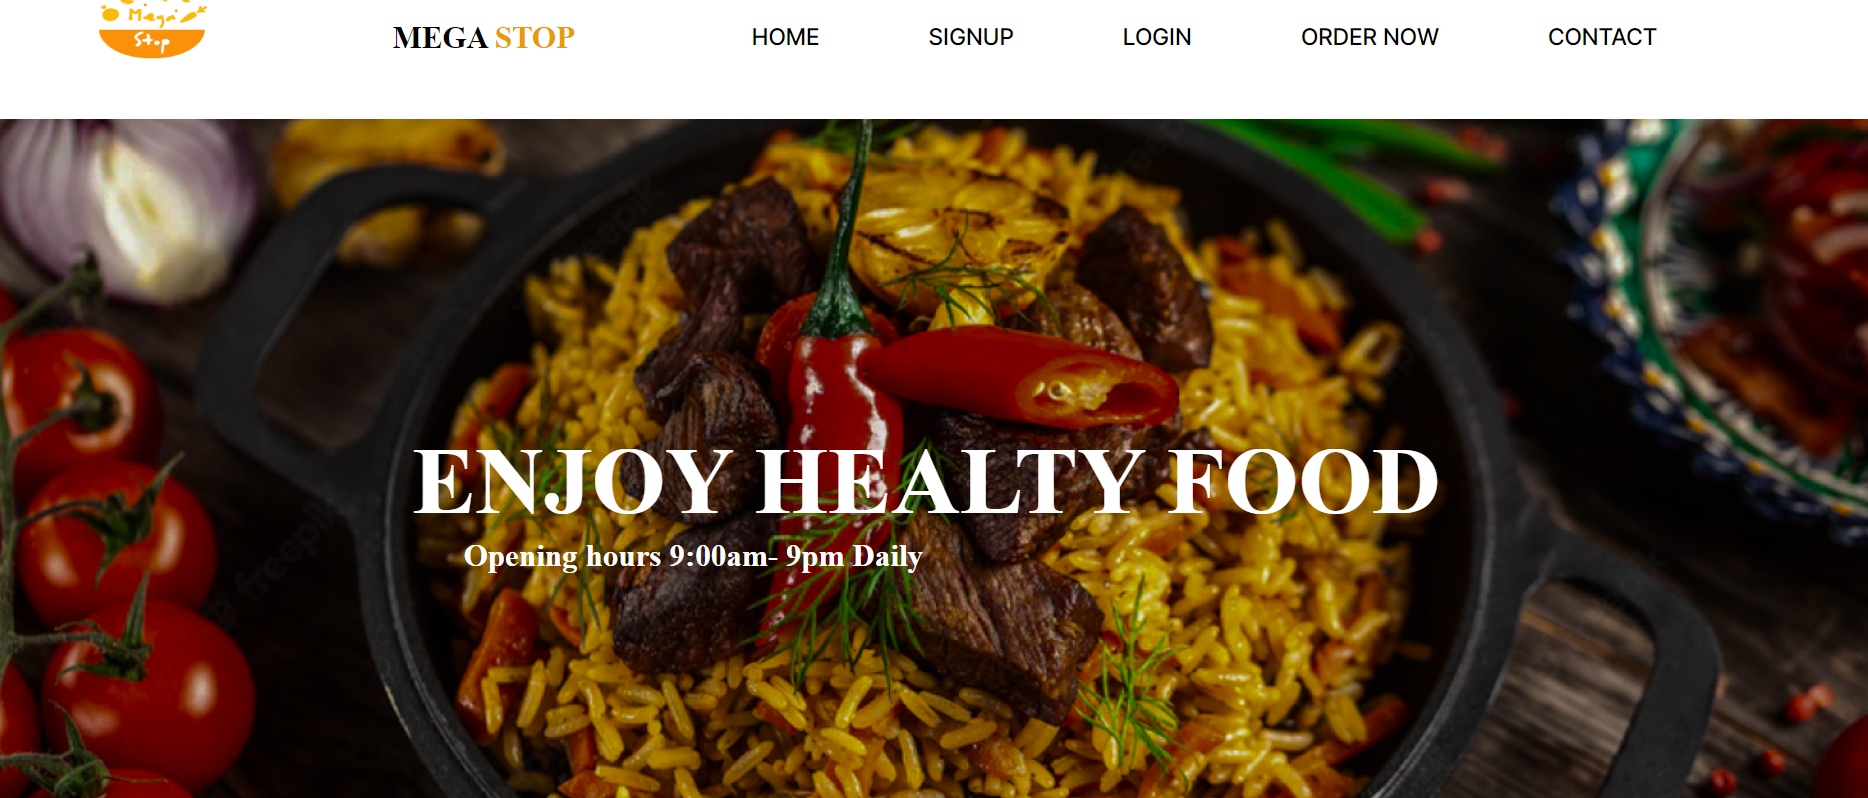 Mega
Stop
MEGA STOP
HOME
SIGNUP
LOGIN
ORDER NOW
CONTACT
ENJOY HEALTY FOOD
Opening hours 9:00am- 9pm Daily
freepik